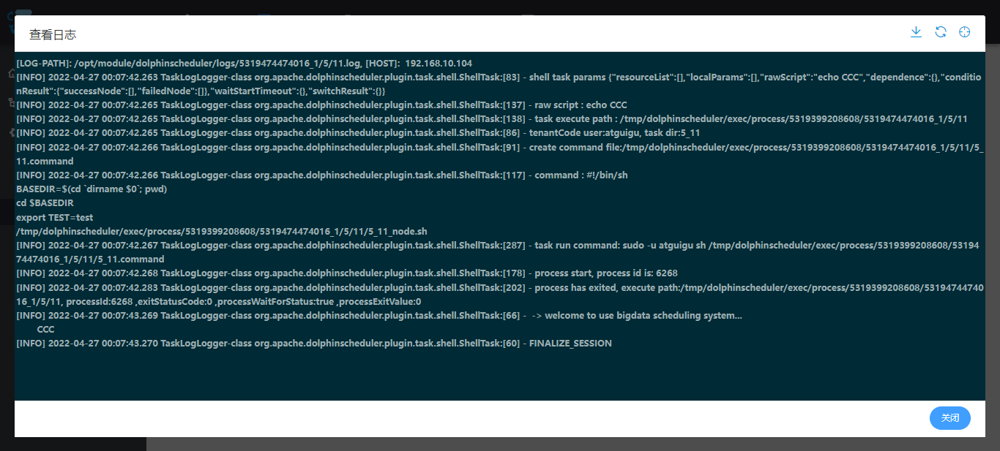 查看日志
[LOG-PATH]: /opt/module/dolphinscheduler/logs/5319474474016_1/5/11.log, [HOST]:  192.168.10.104
[INFO] 2022-04-27 00:07:42.263 TaskLogLogger-class org.apache.dolphinscheduler.plugin.task.shell.ShellTask:[83] - shell task params {"resourceList":[],"localParams":[],"rawScript":"echo CCC","dependence":{},"conditio
nResult":{"successNode":[],"failedNode":[]},"waitStartTimeout":{},"switchResult":{}}
[INFO] 2022-04-27 00:07:42.265 TaskLogLogger-class org.apache.dolphinscheduler.plugin.task.shell.ShellTask:[137] - raw script : echo CCC
[INFO] 2022-04-27 00:07:42.265 TaskLogLogger-class org.apache.dolphinscheduler.plugin.task.shell.ShellTask:[138] - task execute path : /tmp/dolphinscheduler/exec/process/5319399208608/5319474474016_1/5/11
[INFO] 2022-04-27 00:07:42.265 TaskLogLogger-class org.apache.dolphinscheduler.plugin.task.shell.ShellTask:[86] - tenantCode user:atguigu, task dir:5_11
[INFO] 2022-04-27 00:07:42.266 TaskLogLogger-class org.apache.dolphinscheduler.plugin.task.shell.ShellTask:[91] - create command file:/tmp/dolphinscheduler/exec/process/5319399208608/5319474474016_1/5/11/5_
11.command
[INFO] 2022-04-27 00:07:42.266 TaskLogLogger-class org.apache.dolphinscheduler.plugin.task.shell.ShellTask:[117] - command : #!/bin/sh
BASEDIR=$(cd `dirname $0`; pwd)
cd $BASEDIR
export TEST=test
/tmp/dolphinscheduler/exec/process/5319399208608/5319474474016_1/5/11/5_11_node.sh
[INFO] 2022-04-27 00:07:42.267 TaskLogLogger-class org.apache.dolphinscheduler.plugin.task.shell.ShellTask:[287] - task run command: sudo -u atguigu sh /tmp/dolphinscheduler/exec/process/5319399208608/53194
74474016_1/5/11/5_11.command
[INFO] 2022-04-27 00:07:42.268 TaskLogLogger-class org.apache.dolphinscheduler.plugin.task.shell.ShellTask:[178] - process start, process id is: 6268
[INFO] 2022-04-27 00:07:42.283 TaskLogLogger-class org.apache.dolphinscheduler.plugin.task.shell.ShellTask:[202] - process has exited, execute path:/tmp/dolphinscheduler/exec/process/5319399208608/53194744740
16_1/5/11, processId:6268 ,exitStatusCode:0 ,processWaitForStatus:true ,processExitValue:0
[INFO] 2022-04-27 00:07:43.269 TaskLogLogger-class org.apache.dolphinscheduler.plugin.task.shell.ShellTask:[66] -  -> welcome to use bigdata scheduling system...
CCC
[INFO] 2022-04-27 00:07:43.270 TaskLogLogger-class org.apache.dolphinscheduler.plugin.task.shell.ShellTask:[60] - FINALIZE_SESSION
关闭